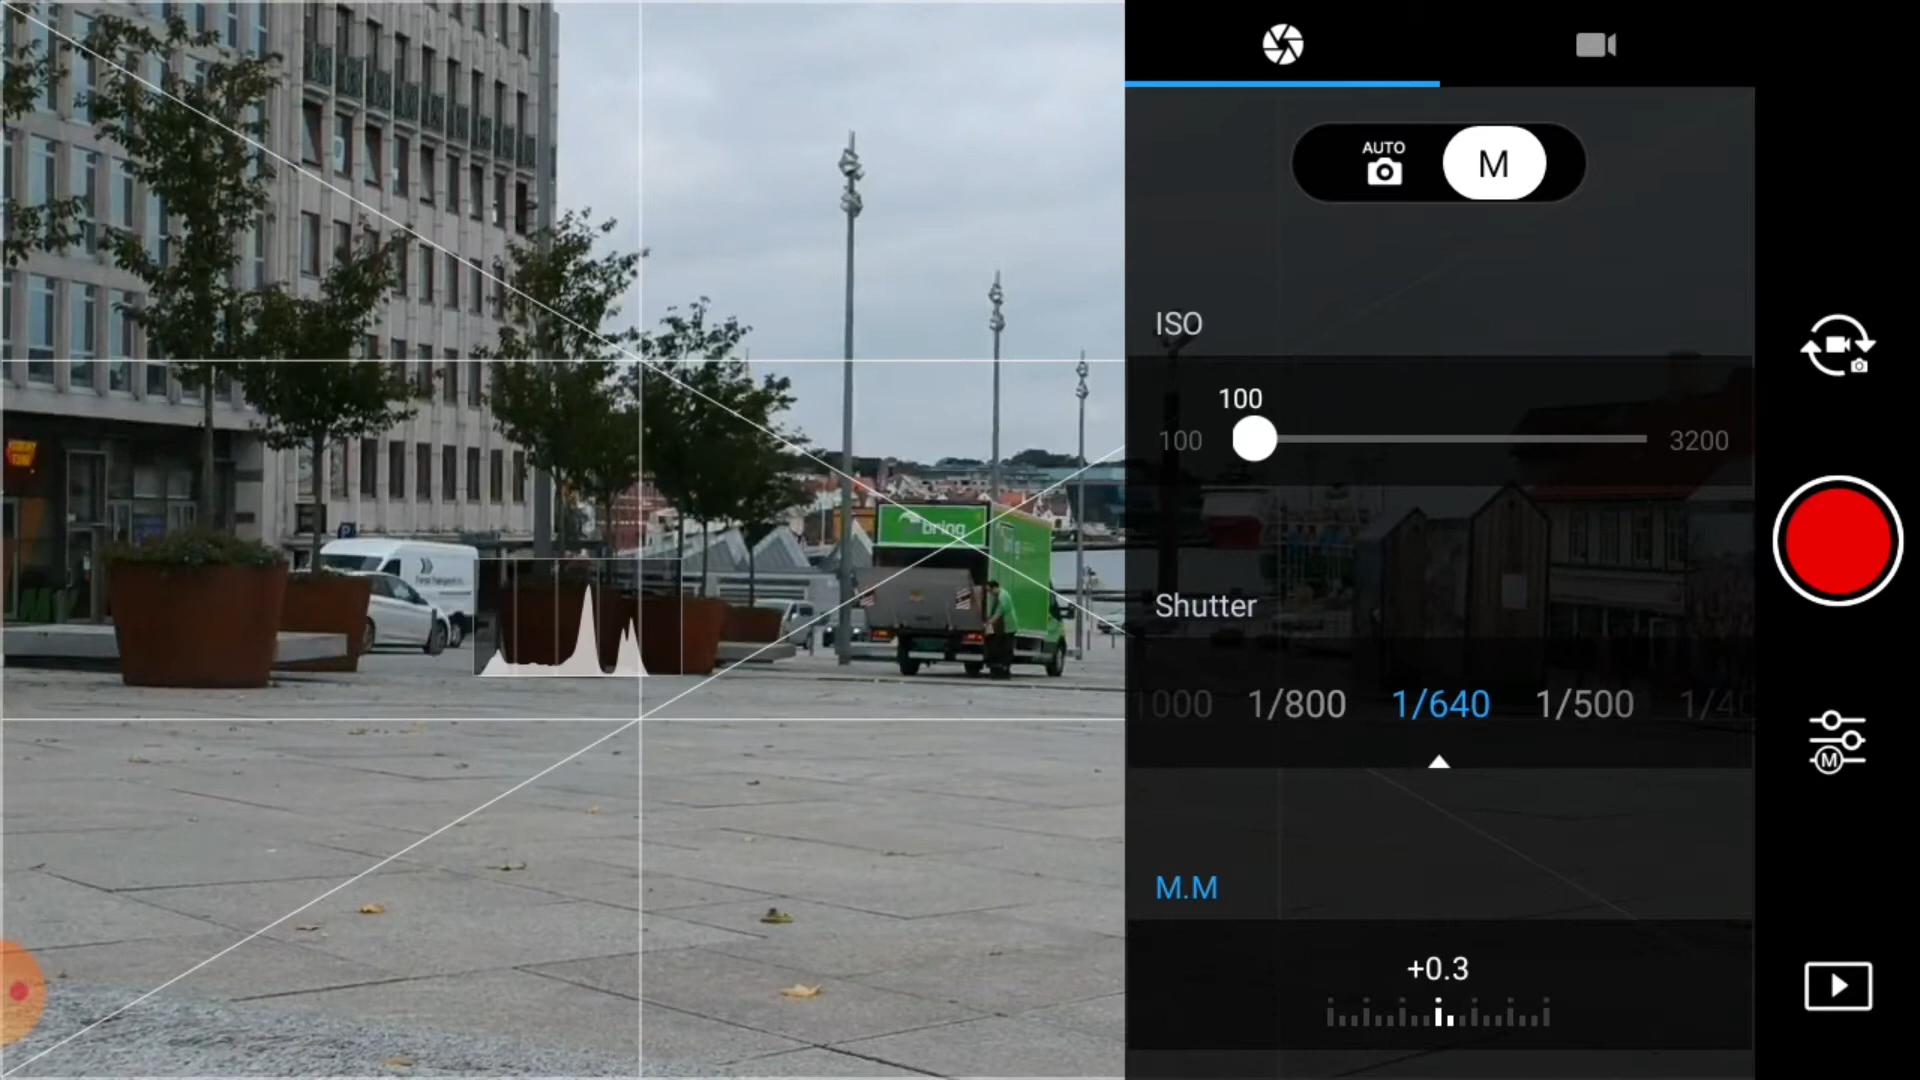 AUTO
M
ISO
100
100
3200
Shutter
1/800
1/640
1/500
M.M
+0.3
M
bring
P